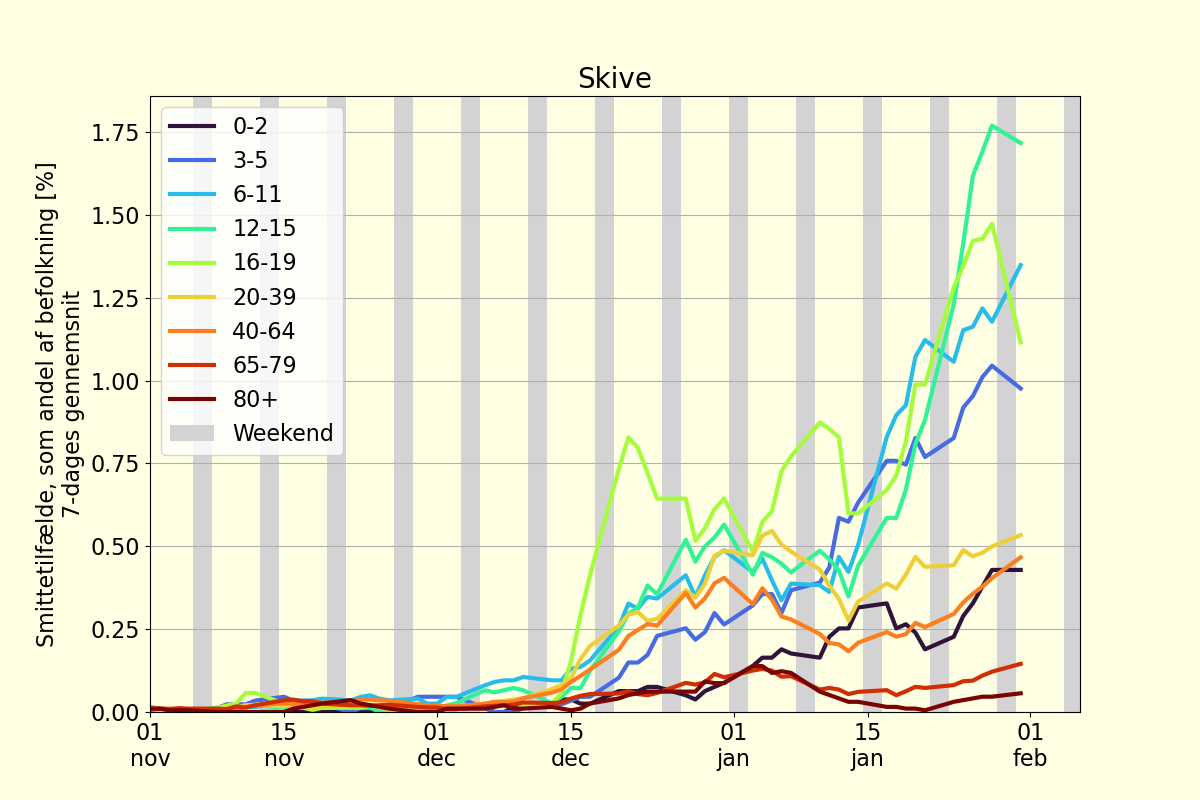 Skive
Smittetilfælde, som andel af befolkning [%]
7-dages gennemsnit
1.75
1.50
1.25
1.00
0.75
0.50
0.25
0.00
0-2
3-5
6-11
12-15
16-19
20-39
40-64
65-79
80+
Weekend
01 15 01 15 01 15 01
nov nov dec dec jan jan feb